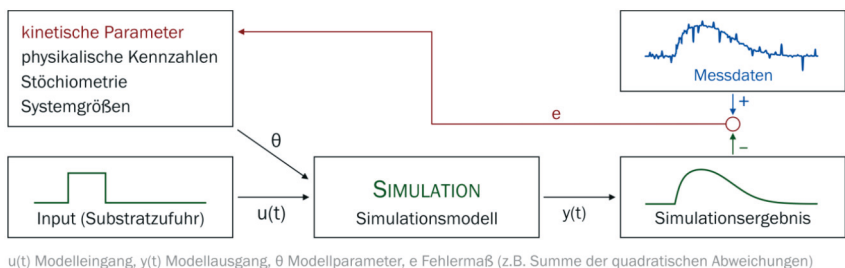 kinetische Parameter
physikalische Kennzahlen
Stöchiometrie
Systemgrößen
Messdaten
+
e
−
θ
Input (Substratzufuhr)
u(t)
SIMULATION
Simulationsmodell
y(t)
Simulationsergebnis
u(t) Modelleingang, y(t) Modellausgang, θ Modellparameter, e Fehlermaß (z.B. Summe der quadratischen Abweichungen)